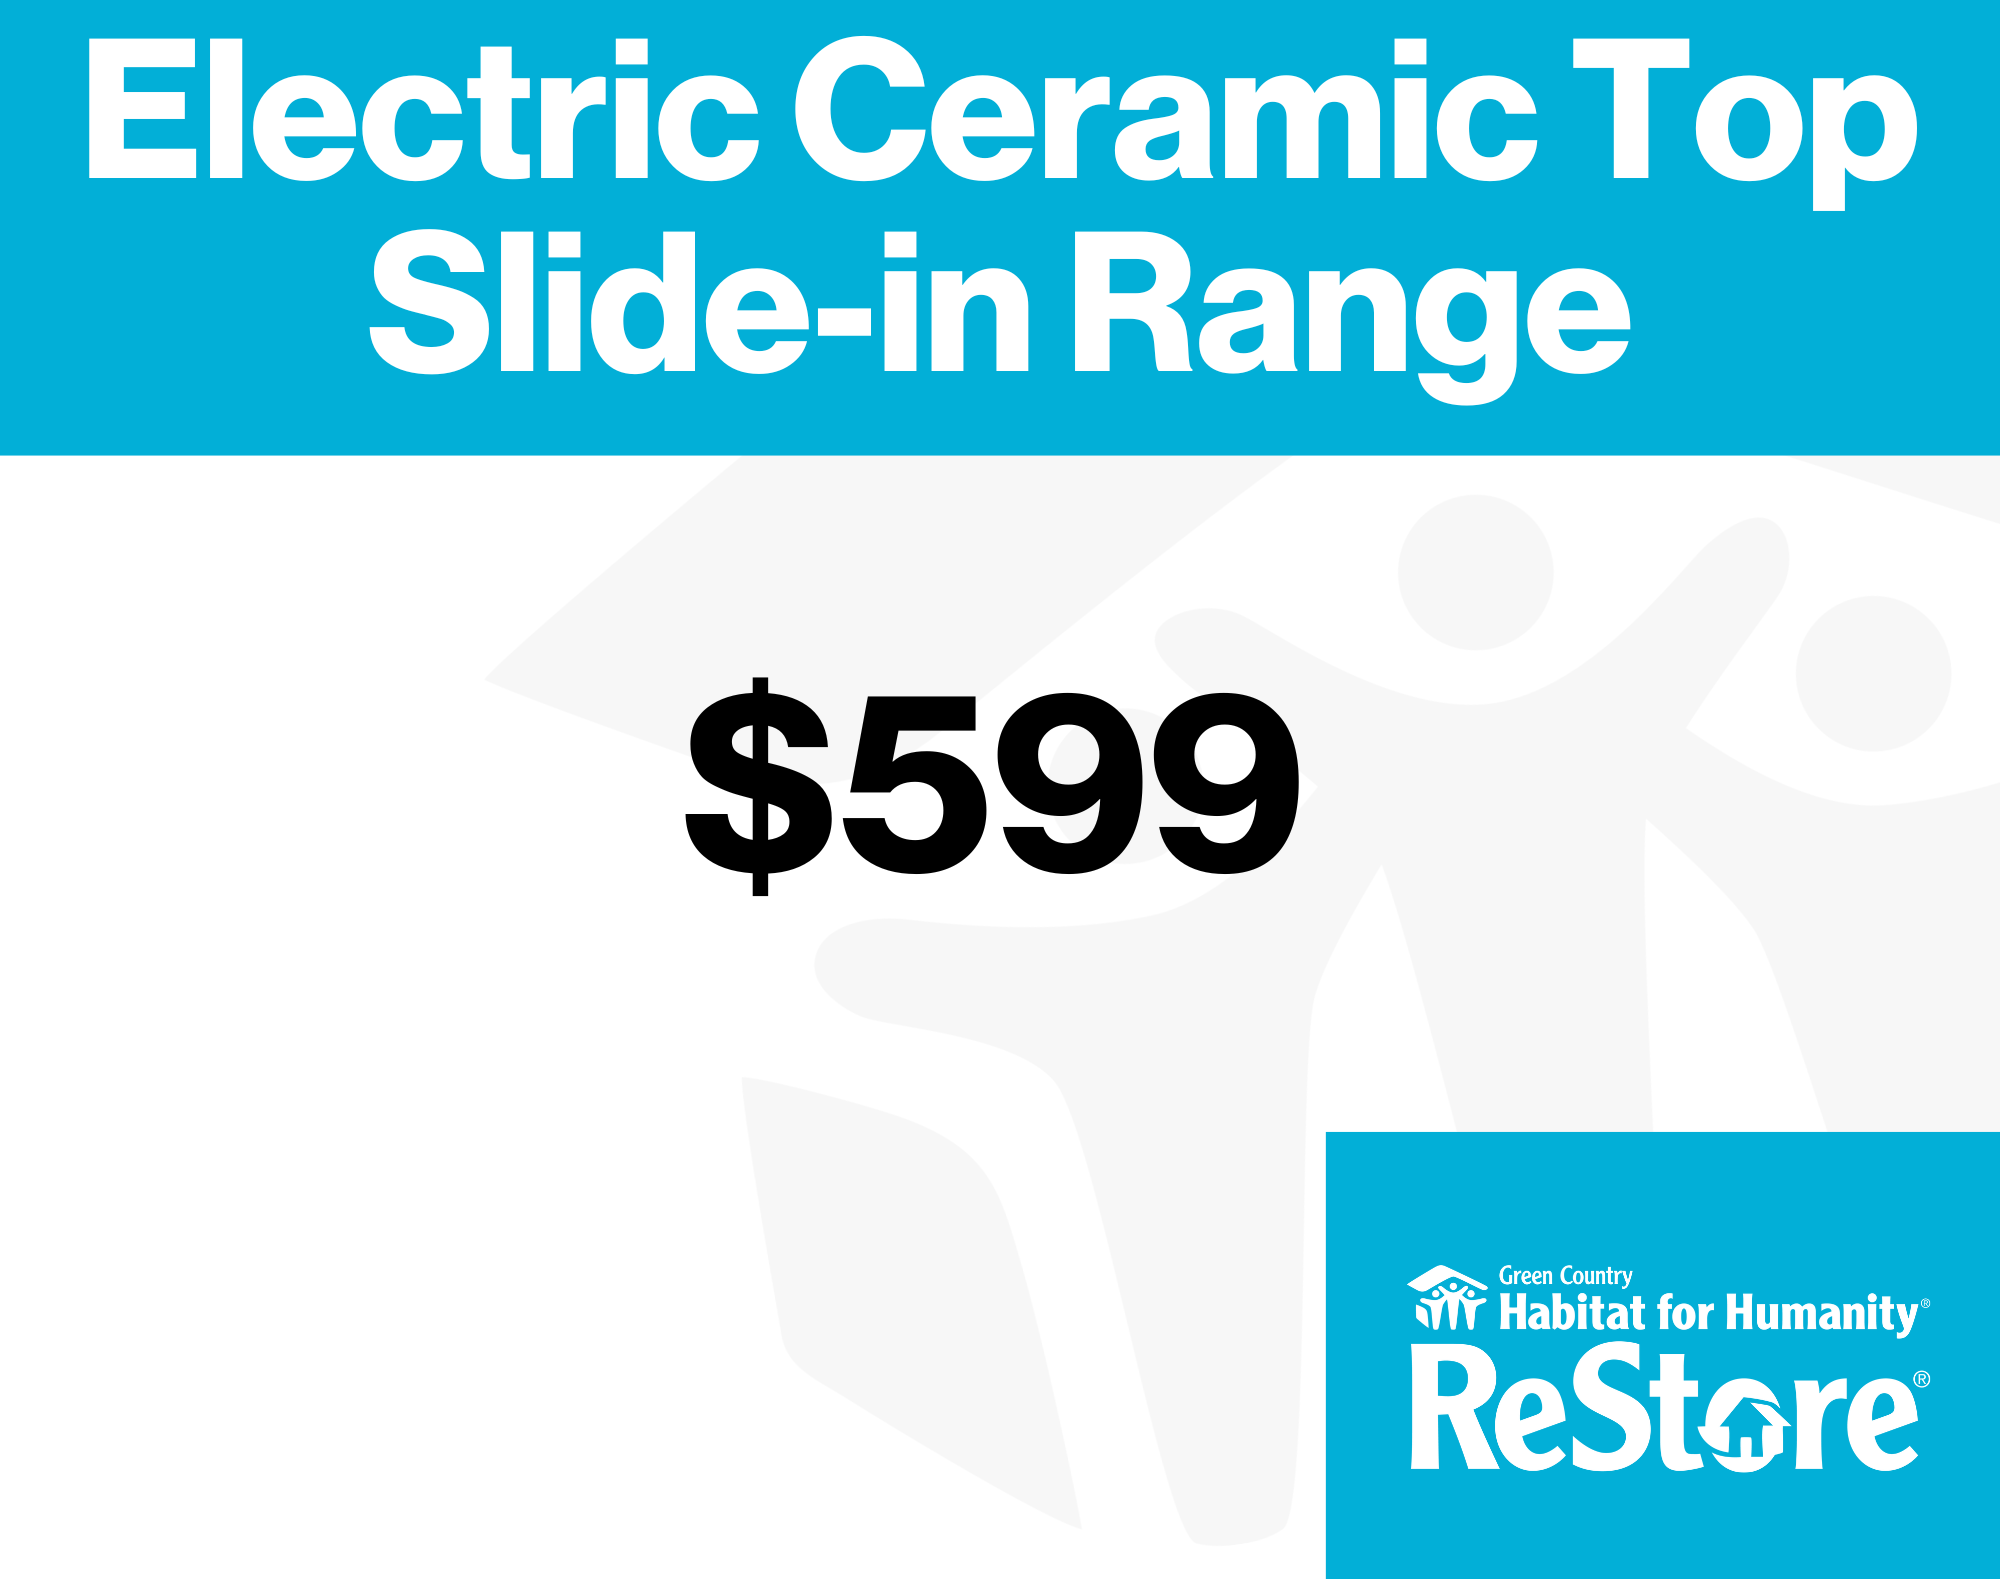 Electric Ceramic Top
Slide-in Range
$599
Green Country
Habitat for Humanity®
ReStore®